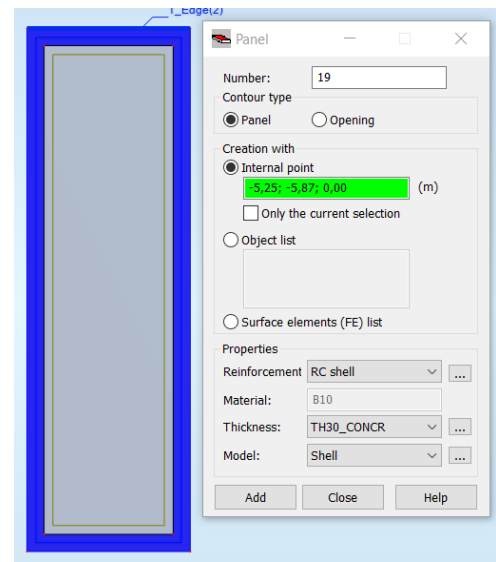 T_Edge(2)
Panel
Number: 19
Contour type
Panel Opening
Creation with
Internal point
-5,25; -5,87; 0,00 (m)
Only the current selection
Object list
Surface elements (FE) list
Properties
Reinforcement RC shell ...
Material: B10
Thickness: TH30_CONCR ...
Model: Shell ...
Add Close Help